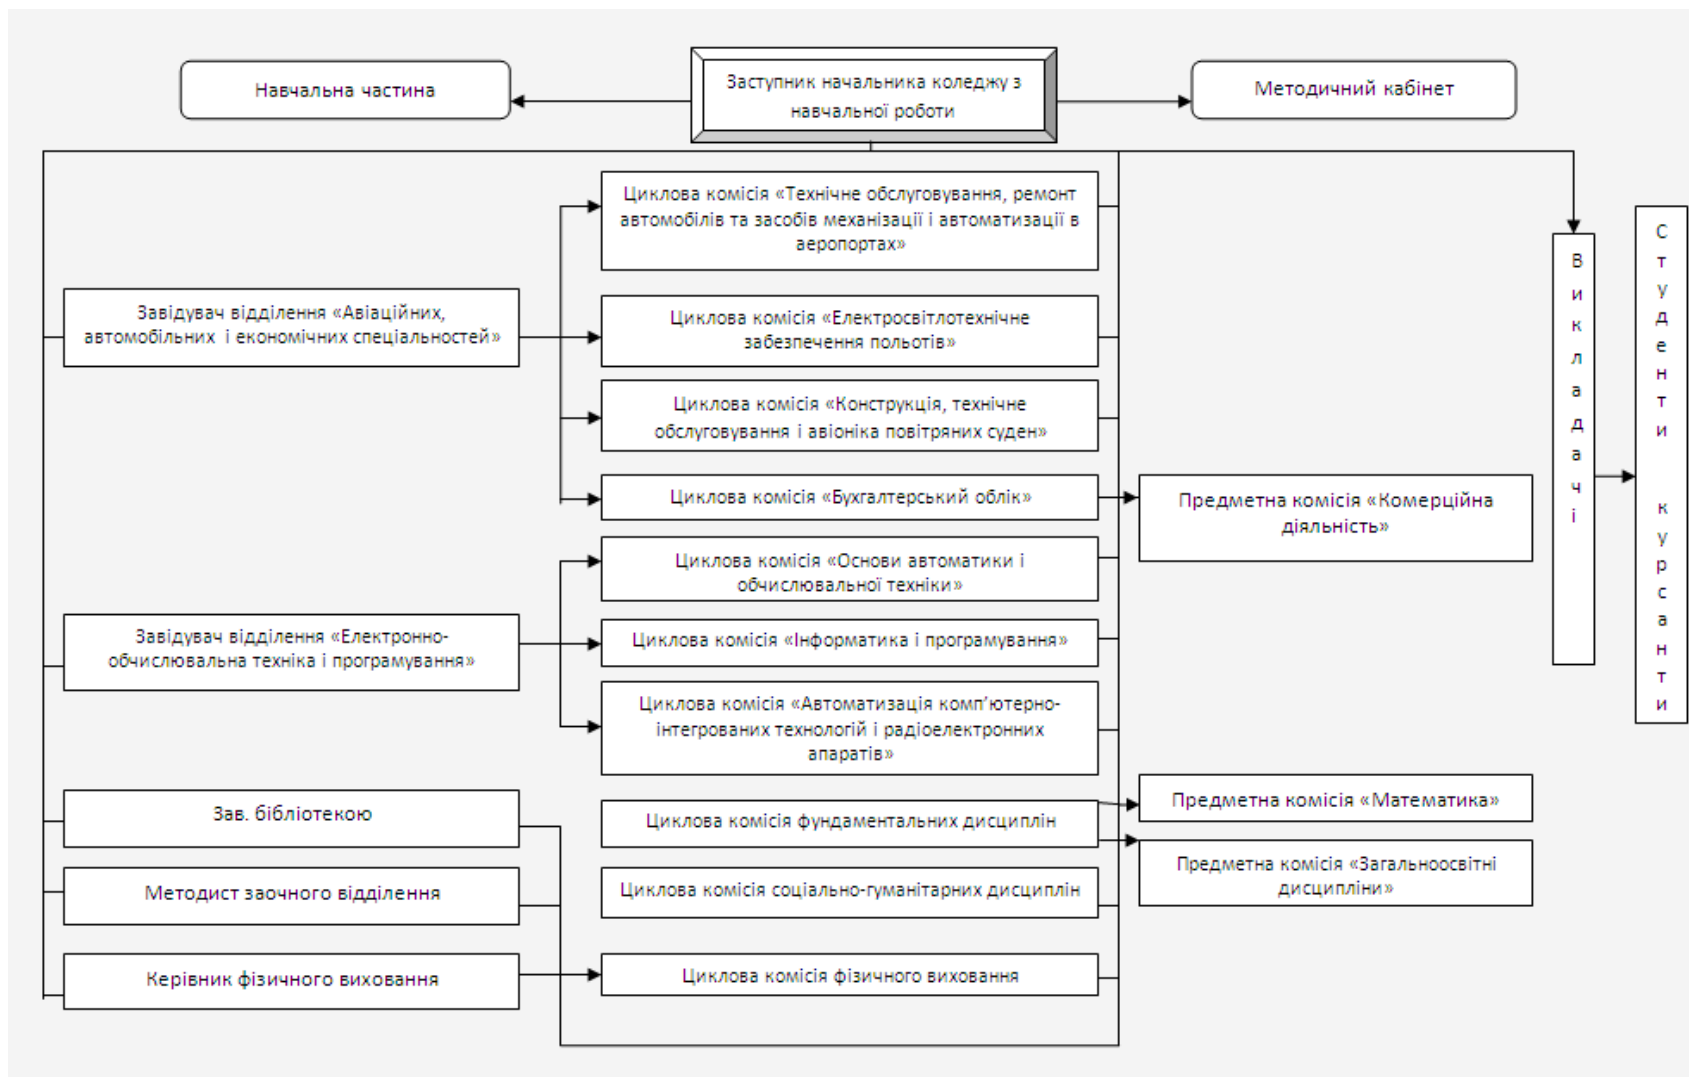 Навчальна частина
Заступник начальника коледжу з
навчальної роботи
Методичний кабінет
Завідувач відділення «Авіаційних,
автомобільних і економічних спеціальностей»
Завідувач відділення «Електронно-
обчислювальна техніка і програмування»
Зав. бібліотекою
Методист заочного відділення
Керівник фізичного виховання
Циклова комісія «Технічне обслуговування, ремонт
автомобілів та засобів механізації і автоматизації в
аеропортах»
Циклова комісія «Електросвітлотехнічне
забезпечення польотів»
Циклова комісія «Конструкція, технічне
обслуговування і авіоніка повітряних суден»
Циклова комісія «Бухгалтерський облік»
Циклова комісія «Основи автоматики і
обчислювальної техніки»
Циклова комісія «Інформатика і програмування»
Циклова комісія «Автоматизація комп’ютерно-
інтегрованих технологій і радіоелектронних
апаратів»
Циклова комісія фундаментальних дисциплін
Циклова комісія соціально-гуманітарних дисциплін
Циклова комісія фізичного виховання
Предметна комісія «Комерційна
діяльність»
Предметна комісія «Математика»
Предметна комісія «Загальноосвітні
дисципліни»
Викладачі
Студенти курсанти